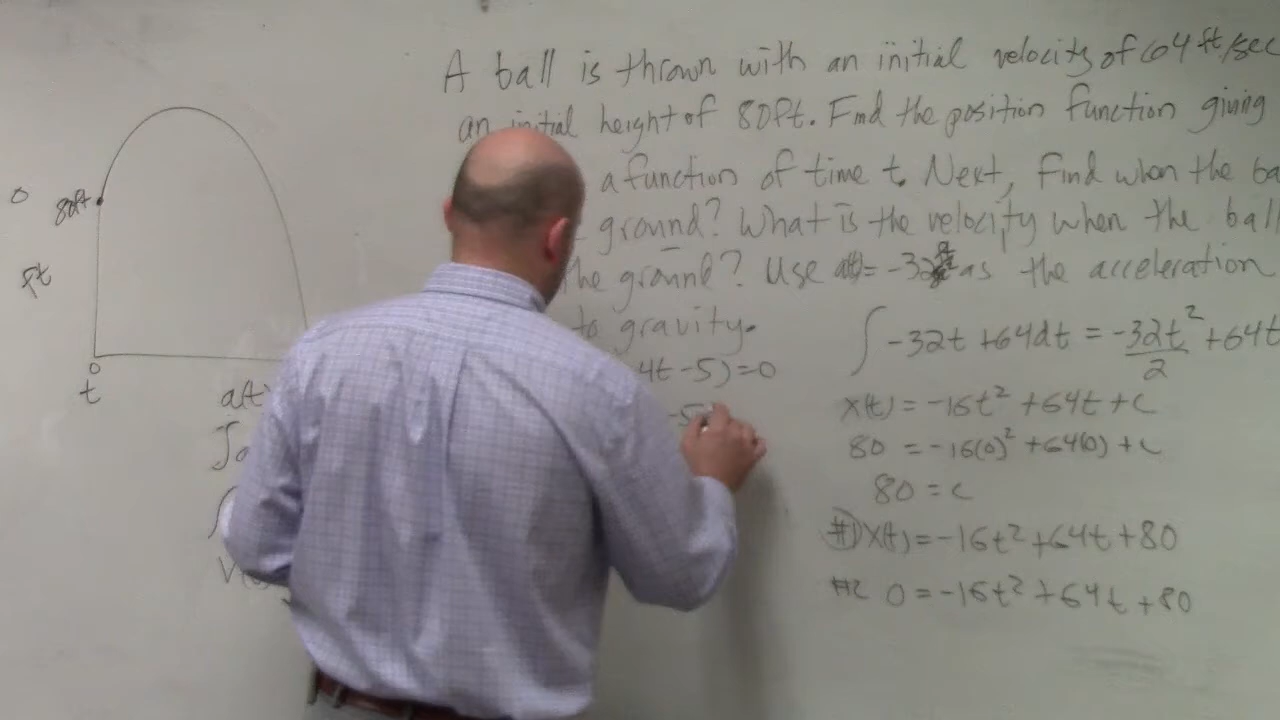 A ball is thrown with an initial velocity of 64 ft/sec
an initial height of 80ft. Find the position function giving
a function of time t. Next, find when the ba
ground? What is the velocity when the ball
the ground? Use a(t)= -32 as the acceleration
to gravity.
0
80ft
ft
0
t
a(t)
∫a
∫
v(
4t -5)=0
-5
∫ -32t +64dt = -32t²/2 +64t
x(t) = -16t² +64t + c
80 = -16(0)² +64(0) + c
80 = c
#1) x(t) = -16t² +64t +80
#2 0 = -16t² +64t +80